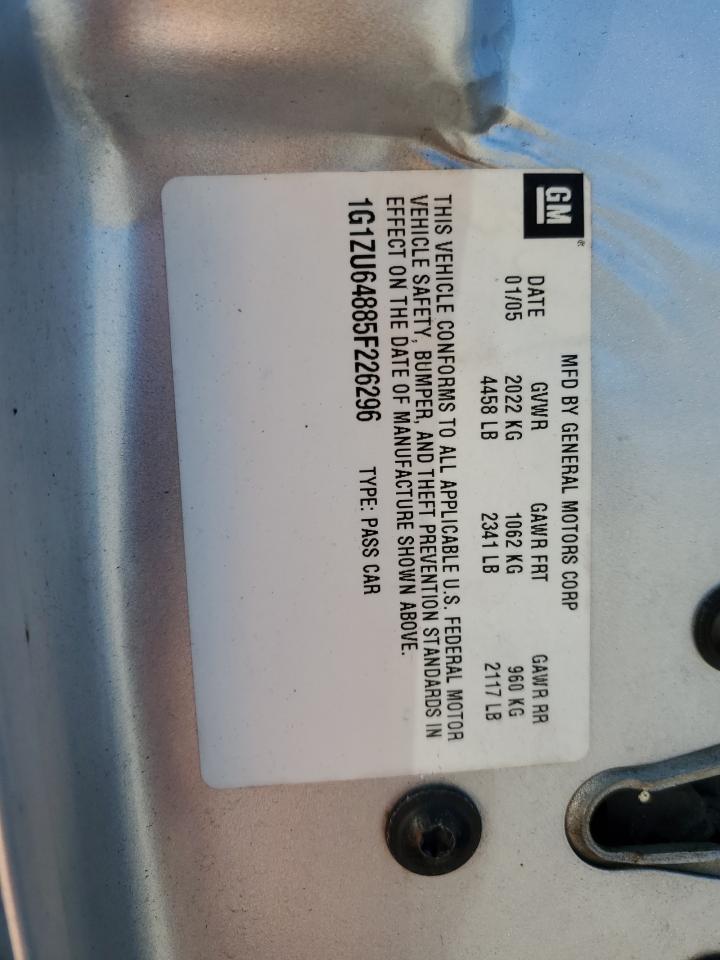 GM
MFD BY GENERAL MOTORS CORP
DATE GVWR GAWR FRT GAWR RR
01/05 2022 KG 1062 KG 960 KG
4458 LB 2341 LB 2117 LB
THIS VEHICLE CONFORMS TO ALL APPLICABLE U.S. FEDERAL MOTOR
VEHICLE SAFETY, BUMPER, AND THEFT PREVENTION STANDARDS IN
EFFECT ON THE DATE OF MANUFACTURE SHOWN ABOVE.
1G1ZU64885F226296 TYPE: PASS CAR